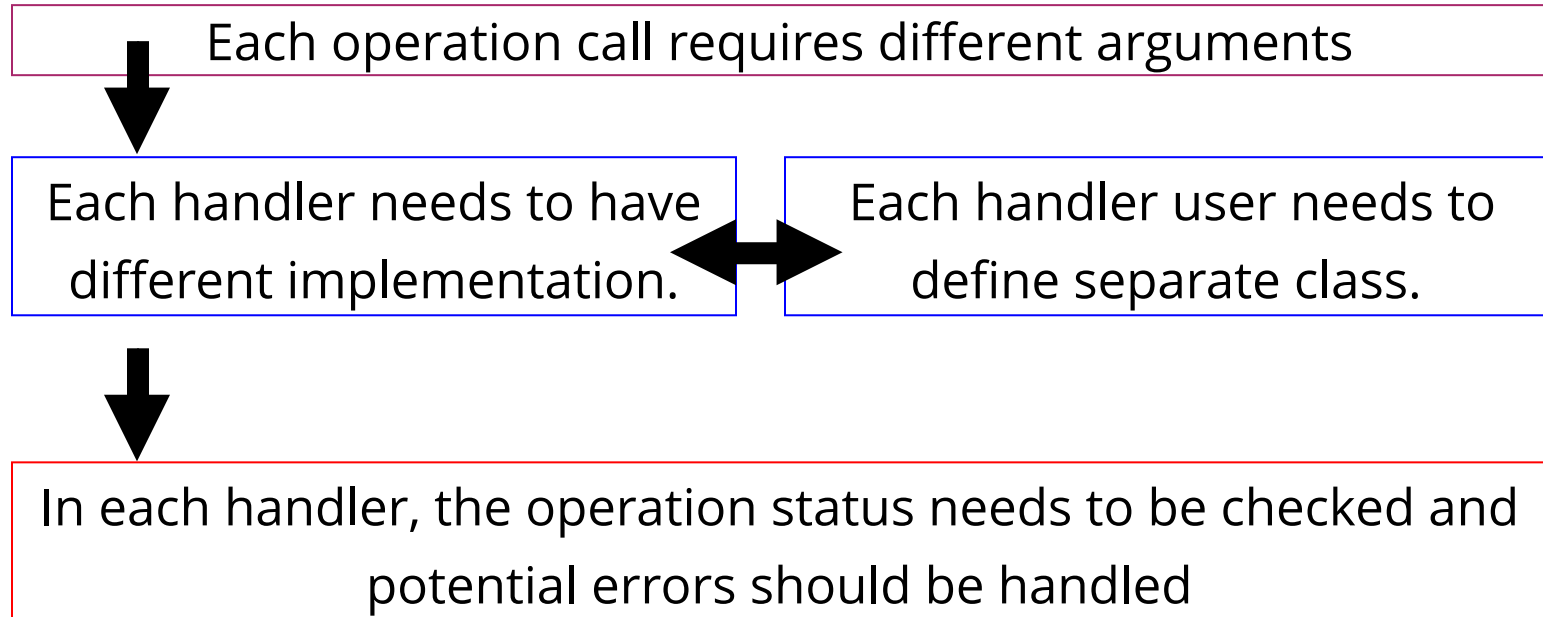 Each operation call requires different arguments
Each handler needs to have
different implementation.
Each handler user needs to
define separate class.
In each handler, the operation status needs to be checked and
potential errors should be handled